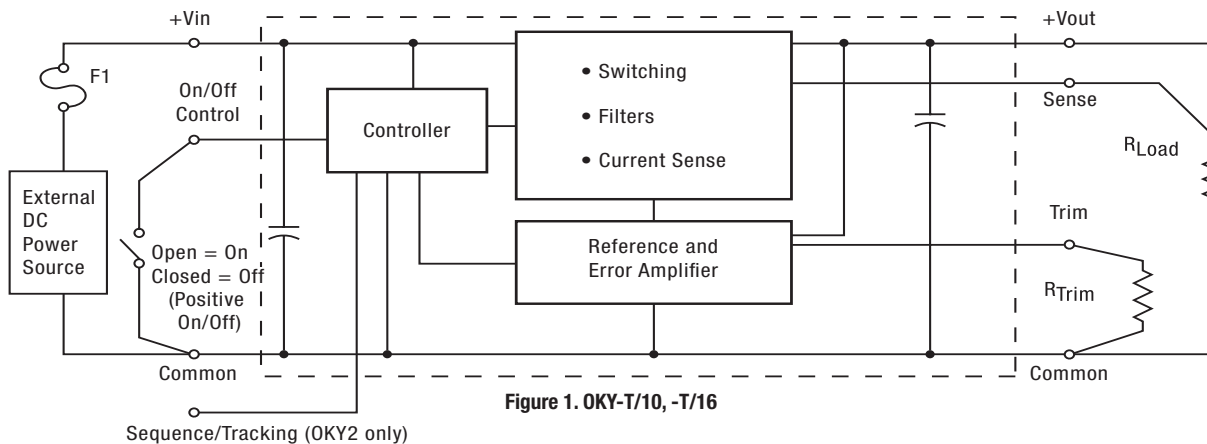 +Vin
+Vout
F1
On/Off
Control
• Switching
• Filters
• Current Sense
Sense
Controller
RLoad
External
DC
Power
Source
Open = On
Closed = Off
(Positive
On/Off)
Reference and
Error Amplifier
Trim
RTrim
Common
Common
Figure 1. OKY-T/10, -T/16
Sequence/Tracking (OKY2 only)